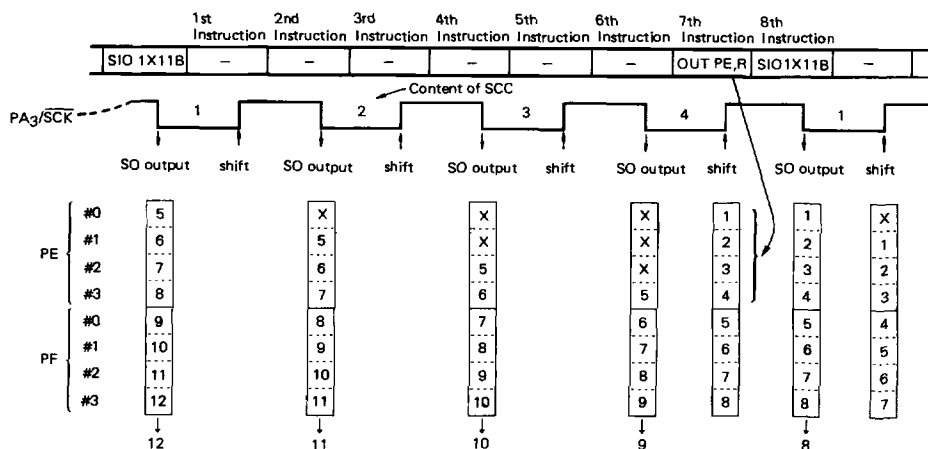 1st 2nd 3rd 4th 5th 6th 7th 8th
Instruction Instruction Instruction Instruction Instruction Instruction Instruction Instruction
SIO 1X11B – – – – – – OUT PE,R SIO1X11B –
Content of SCC
PA3/SCK 1 2 3 4 1
SO output shift SO output shift SO output shift SO output shift SO output shift
#0 5 X X X 1 1 X
PE #1 6 5 X X 2 2 1
#2 7 6 5 X 3 3 2
#3 8 7 6 5 4 4 3
#0 9 8 7 6 5 5 4
PF #1 10 9 8 7 6 6 5
#2 11 10 9 8 7 7 6
#3 12 11 10 9 8 8 7
12 11 10 9 8